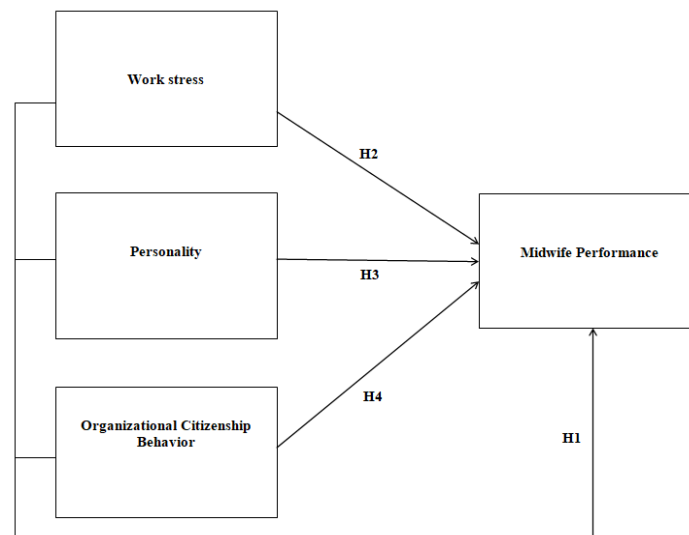 Work stress
H2
Personality
Midwife Performance
H3
H4
Organizational Citizenship
Behavior
H1